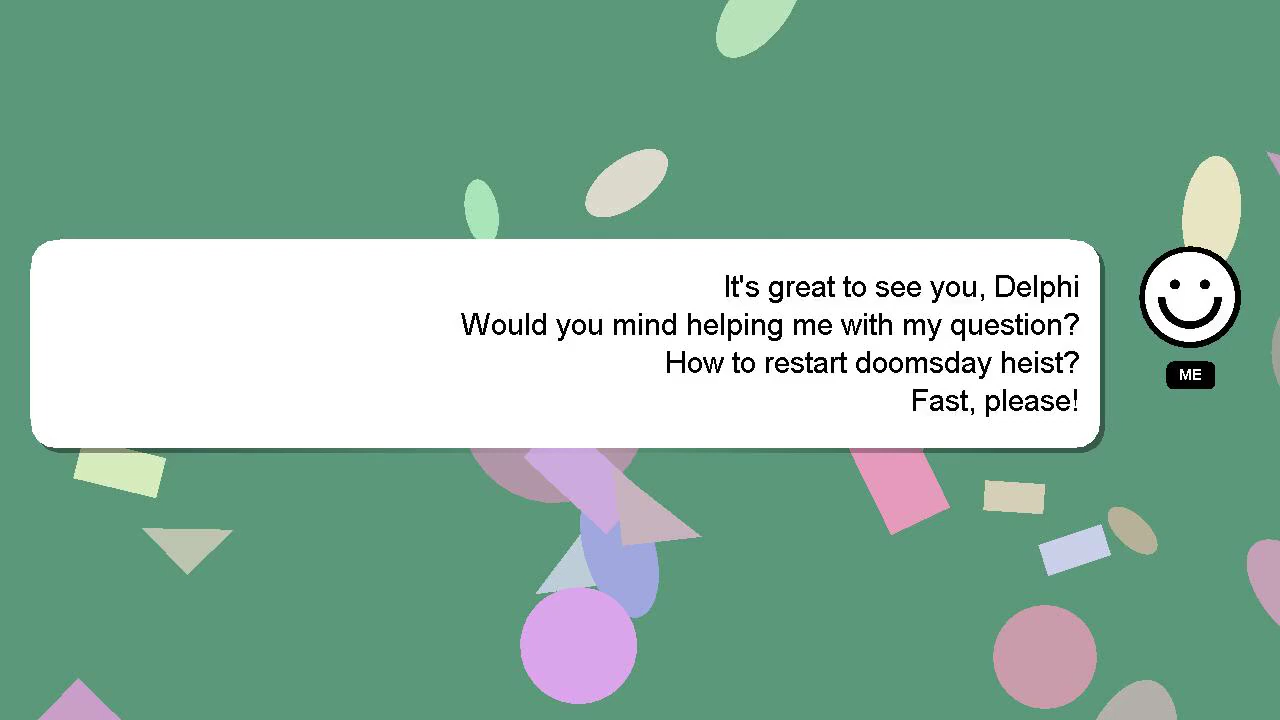 It's great to see you, Delphi
Would you mind helping me with my question?
How to restart doomsday heist?
Fast, please!
ME